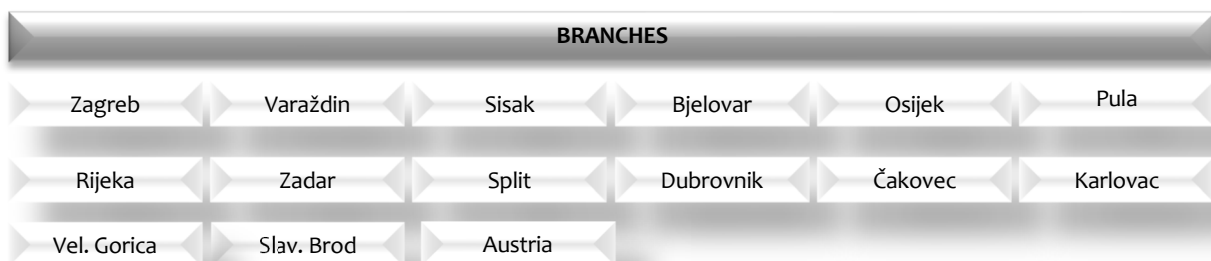 BRANCHES
Zagreb Varaždin Sisak Bjelovar Osijek Pula
Rijeka Zadar Split Dubrovnik Čakovec Karlovac
Vel. Gorica Slav. Brod Austria